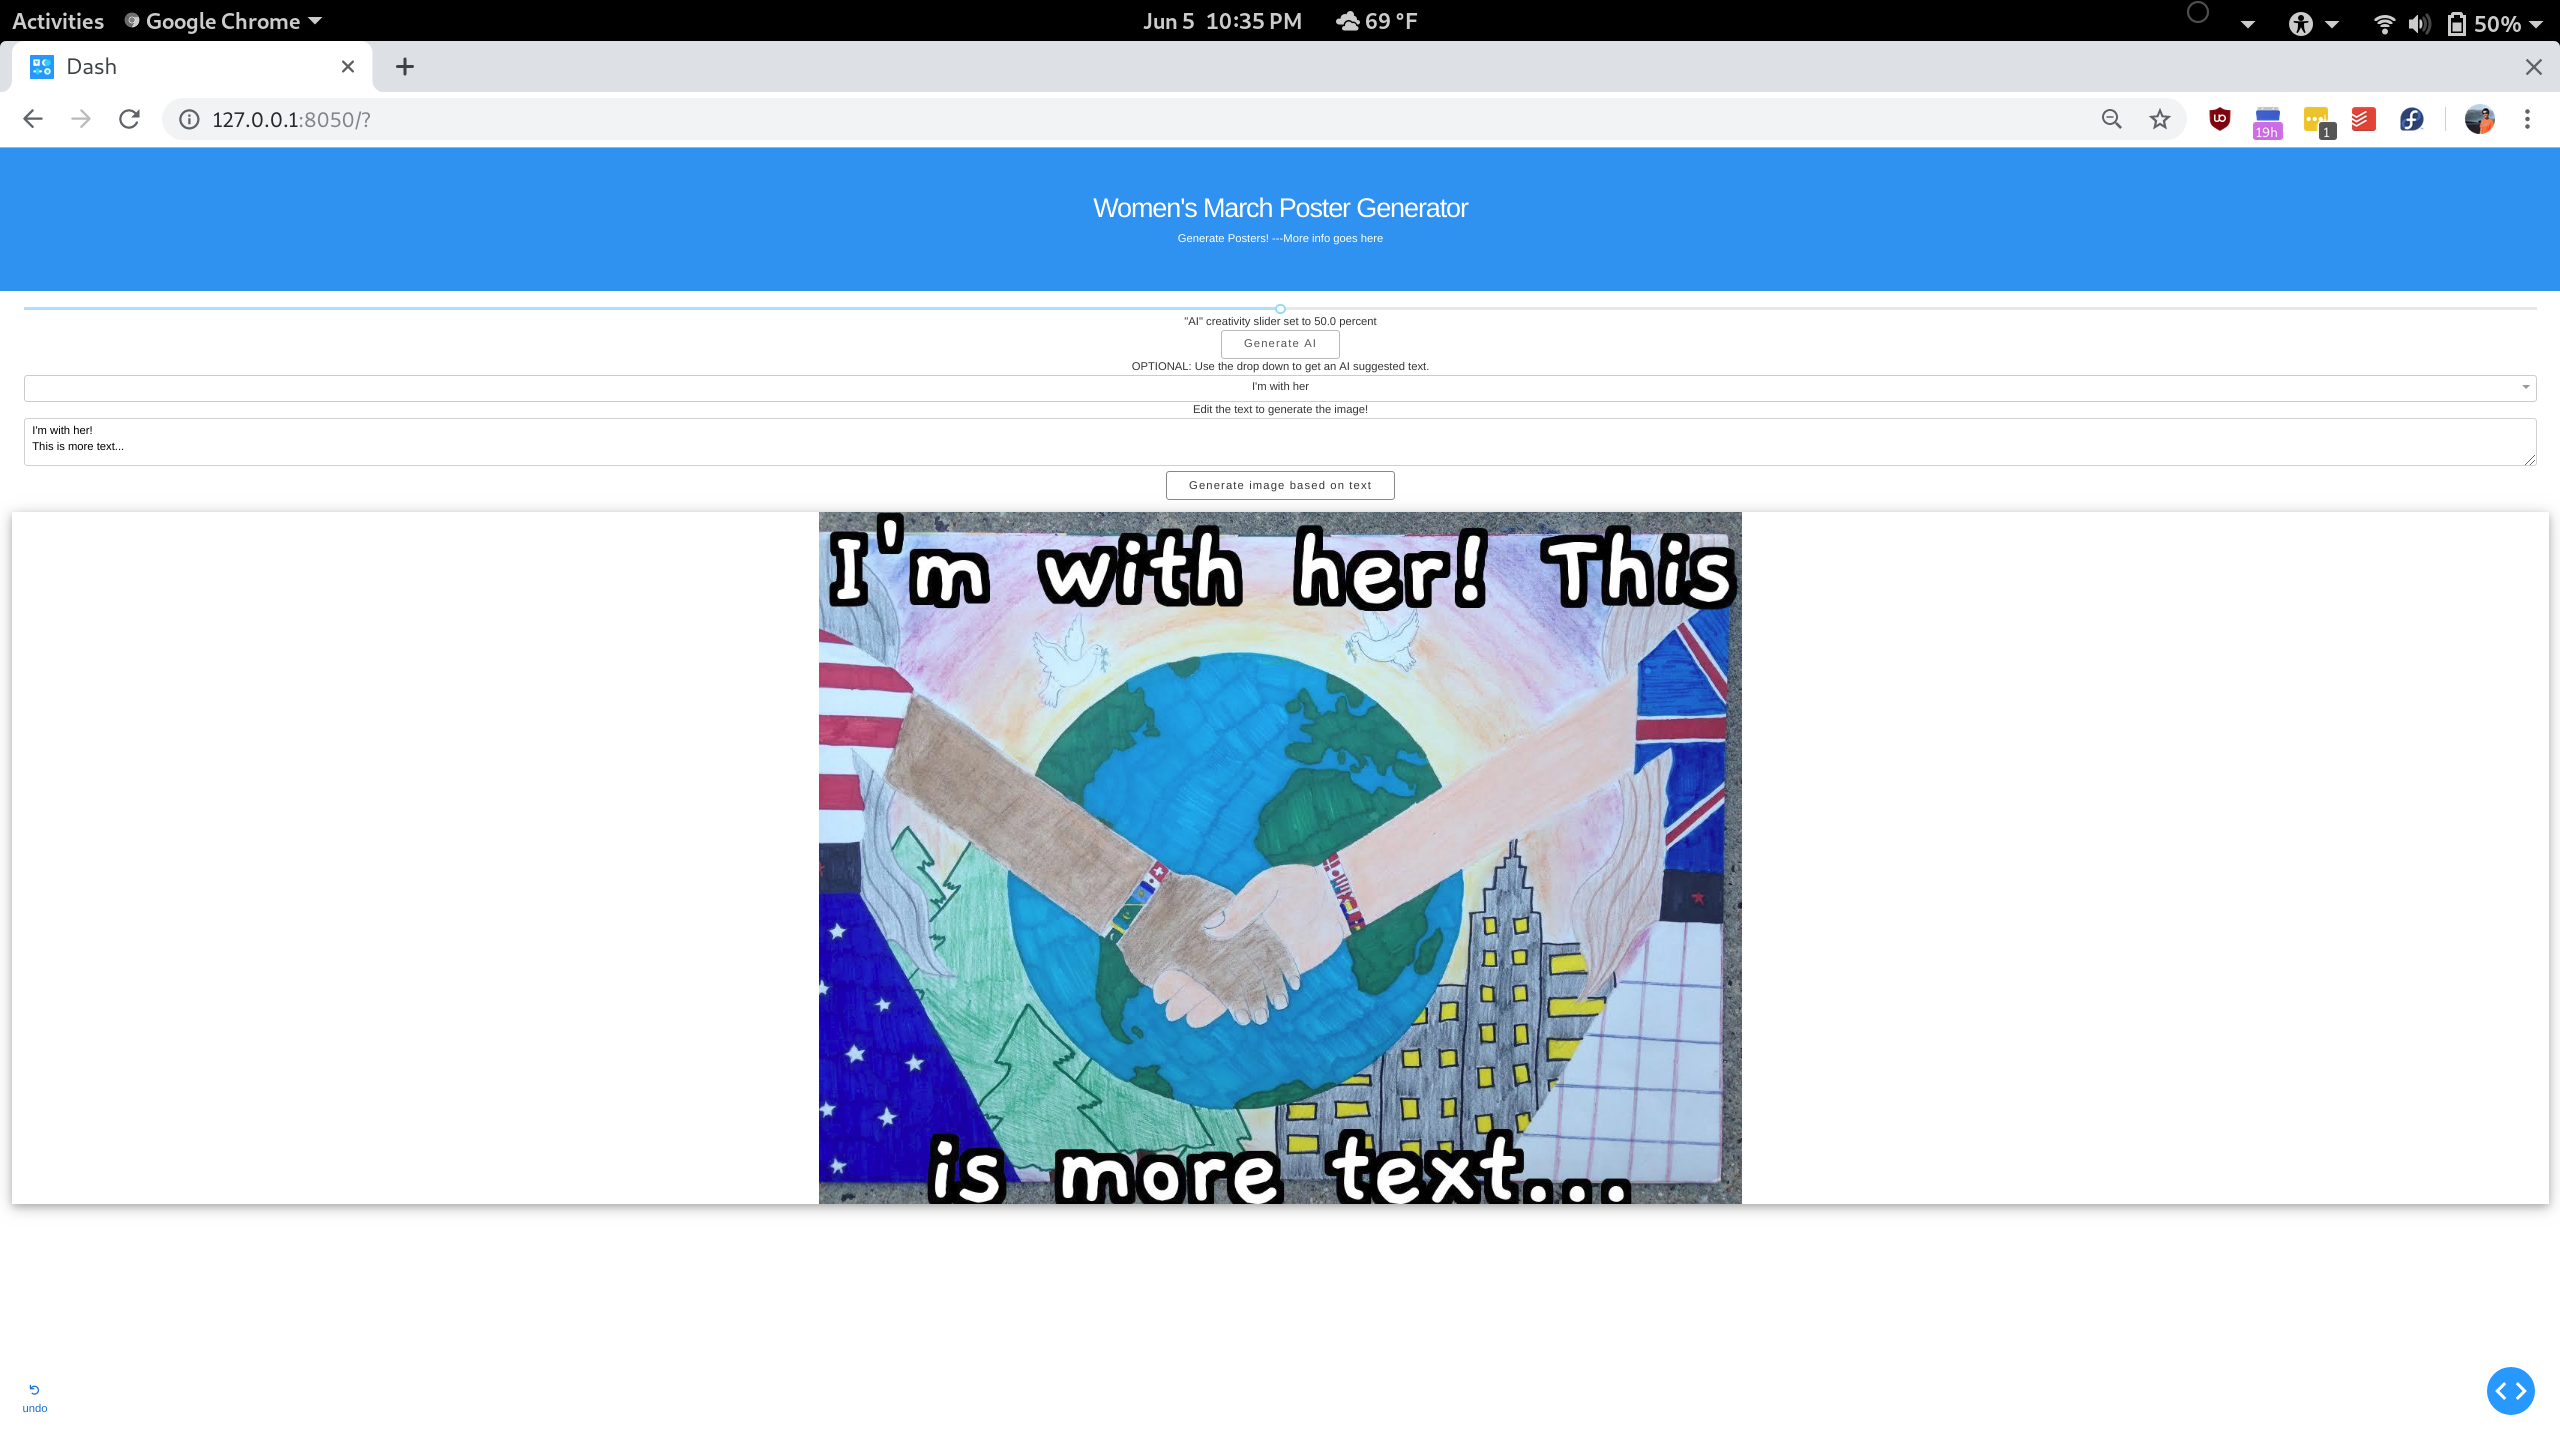 Activities Google Chrome Jun 5 10:35 PM 69 °F 50%
Dash
127.0.0.1:8050/? 19h 1
Women's March Poster Generator
Generate Posters! ---More info goes here
"AI" creativity slider set to 50.0 percent
Generate AI
OPTIONAL: Use the drop down to get an AI suggested text.
I'm with her
Edit the text to generate the image!
I'm with her!
This is more text...
Generate image based on text
I'm with her! This
is more text...
undo